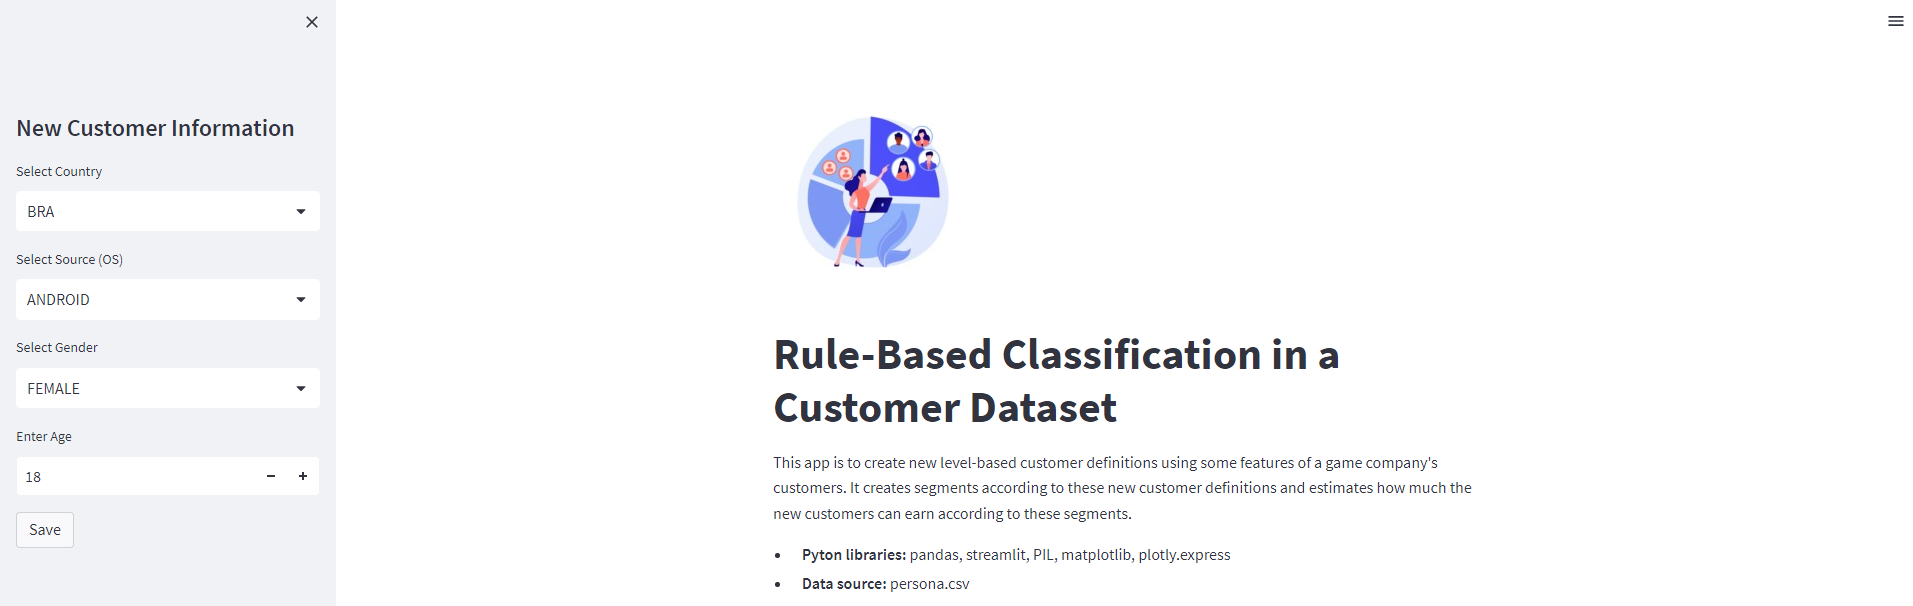 New Customer Information
Select Country
BRA
Select Source (OS)
ANDROID
Select Gender
FEMALE
Enter Age
18
Save
Rule-Based Classification in a
Customer Dataset
This app is to create new level-based customer definitions using some features of a game company's
customers. It creates segments according to these new customer definitions and estimates how much the
new customers can earn according to these segments.
• Pyton libraries: pandas, streamlit, PIL, matplotlib, plotly.express
• Data source: persona.csv